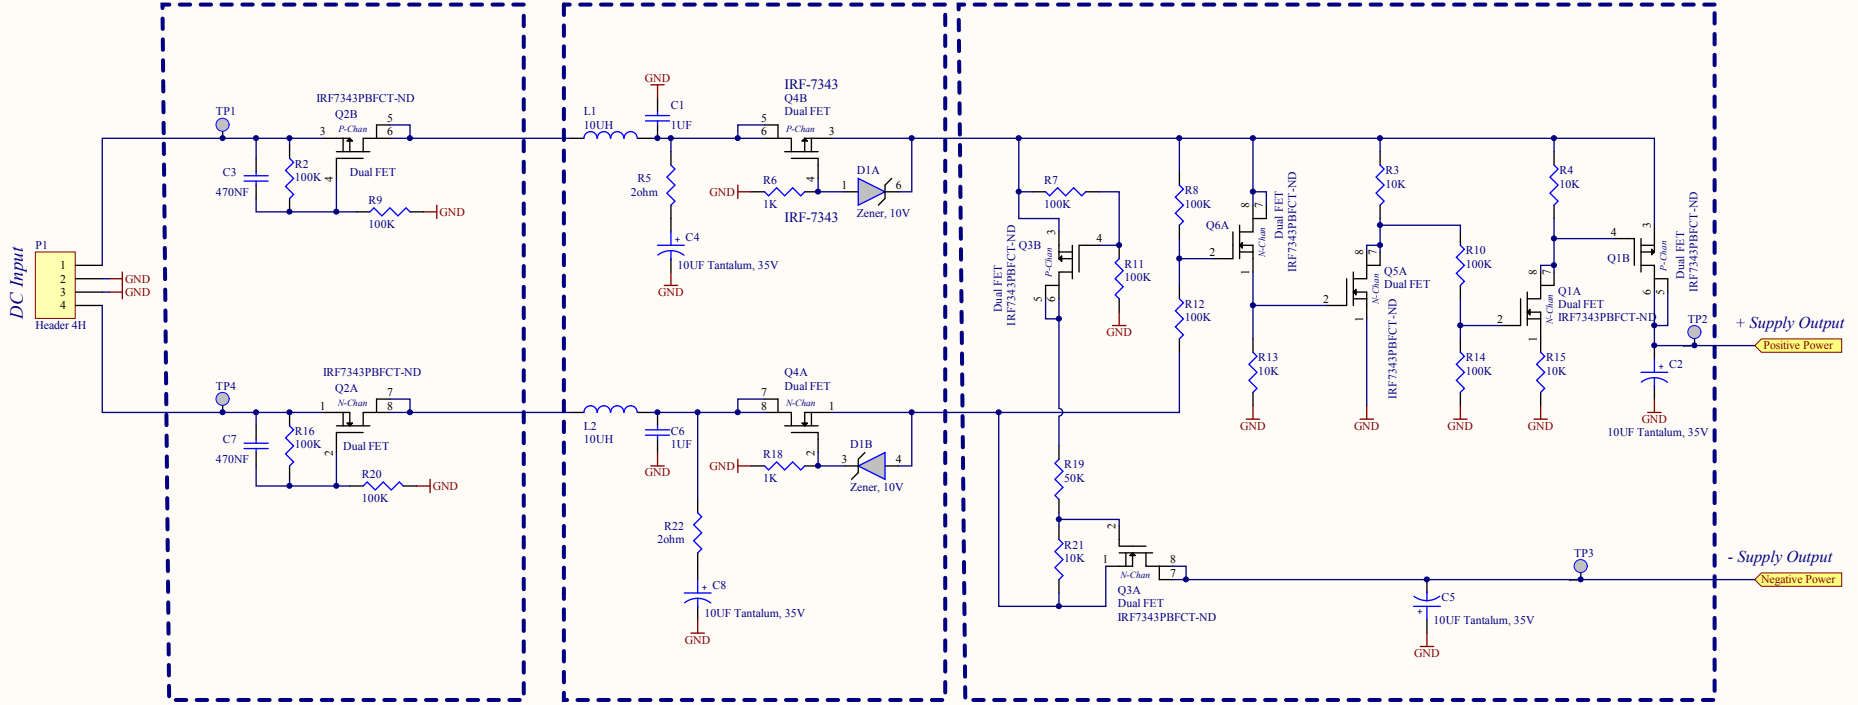 DC Input
P1
1
2
3
4
Header 4H
GND
GND
TP1
C3
470NF
R2
100K
IRF7343PBFCT-ND
Q2B
P-Chan
3
5
6
4
Dual FET
R9
100K
GND
TP4
C7
470NF
R16
100K
IRF7343PBFCT-ND
Q2A
N-Chan
1
7
8
2
Dual FET
R20
100K
GND
L1
10UH
GND
C1
1UF
R5
2ohm
C4
+
10UF Tantalum, 35V
GND
IRF-7343
Q4B
Dual FET
P-Chan
5
6
3
4
GND
R6
1K
IRF-7343
D1A
1
6
Zener, 10V
L2
10UH
C6
1UF
GND
R22
2ohm
C8
+
10UF Tantalum, 35V
GND
Q4A
Dual FET
N-Chan
7
8
1
2
GND
R18
1K
D1B
3
4
Zener, 10V
R7
100K
Dual FET
IRF7343PBFCT-ND
Q3B
P-Chan
3
4
5
6
R11
100K
GND
R8
100K
R12
100K
Q6A
N-Chan
8
7
2
1
Dual FET
IRF7343PBFCT-ND
R13
10K
GND
R3
10K
8
7
2
1
N-Chan
Q5A
Dual FET
IRF7343PBFCT-ND
GND
R10
100K
R14
100K
GND
R4
10K
8
7
2
1
N-Chan
Q1A
Dual FET
IRF7343PBFCT-ND
R15
10K
GND
4
3
Q1B
P-Chan
6
5
Dual FET
IRF7343PBFCT-ND
TP2
C2
+
GND
10UF Tantalum, 35V
+ Supply Output
Positive Power
R19
50K
R21
10K
2
1
8
7
N-Chan
Q3A
Dual FET
IRF7343PBFCT-ND
TP3
C5
+
10UF Tantalum, 35V
GND
- Supply Output
Negative Power